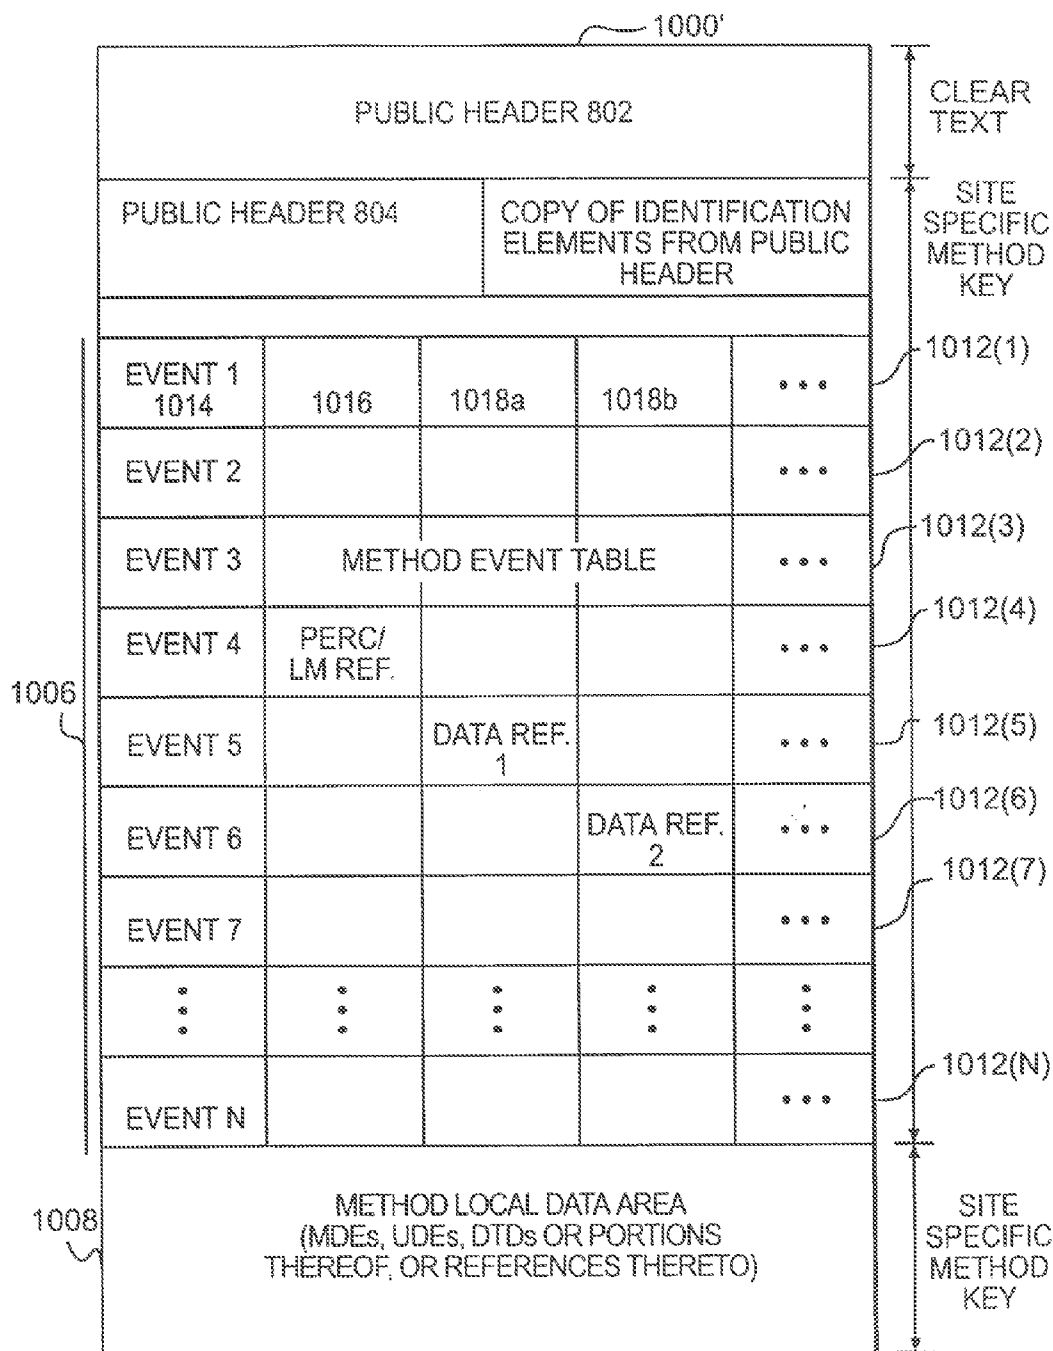 1000'
PUBLIC HEADER 802
CLEAR
TEXT
PUBLIC HEADER 804
COPY OF IDENTIFICATION
ELEMENTS FROM PUBLIC
HEADER
SITE
SPECIFIC
METHOD
KEY
EVENT 1
1014
1016
1018a
1018b
•••
1012(1)
EVENT 2
•••
1012(2)
EVENT 3
METHOD EVENT TABLE
•••
1012(3)
EVENT 4
PERC/
LM REF.
•••
1012(4)
1006
EVENT 5
DATA REF.
1
•••
1012(5)
EVENT 6
DATA REF.
2
•••
1012(6)
EVENT 7
•••
1012(7)
EVENT N
•••
1012(N)
1008
METHOD LOCAL DATA AREA
(MDEs, UDEs, DTDs OR PORTIONS
THEREOF, OR REFERENCES THERETO)
SITE
SPECIFIC
METHOD
KEY